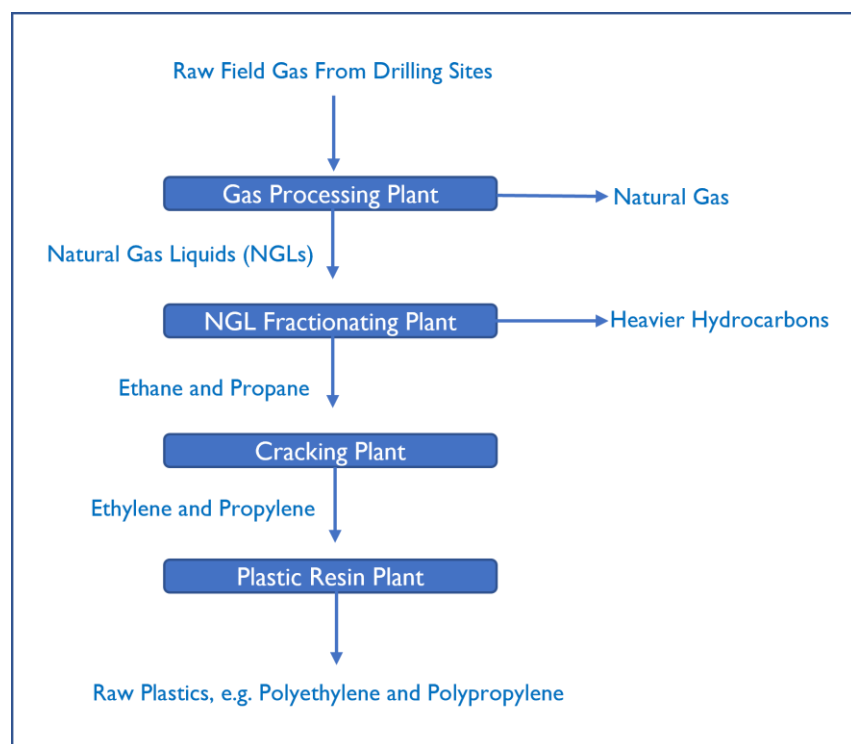 Raw Field Gas From Drilling Sites
Gas Processing Plant
Natural Gas
Natural Gas Liquids (NGLs)
NGL Fractionating Plant
Heavier Hydrocarbons
Ethane and Propane
Cracking Plant
Ethylene and Propylene
Plastic Resin Plant
Raw Plastics, e.g. Polyethylene and Polypropylene